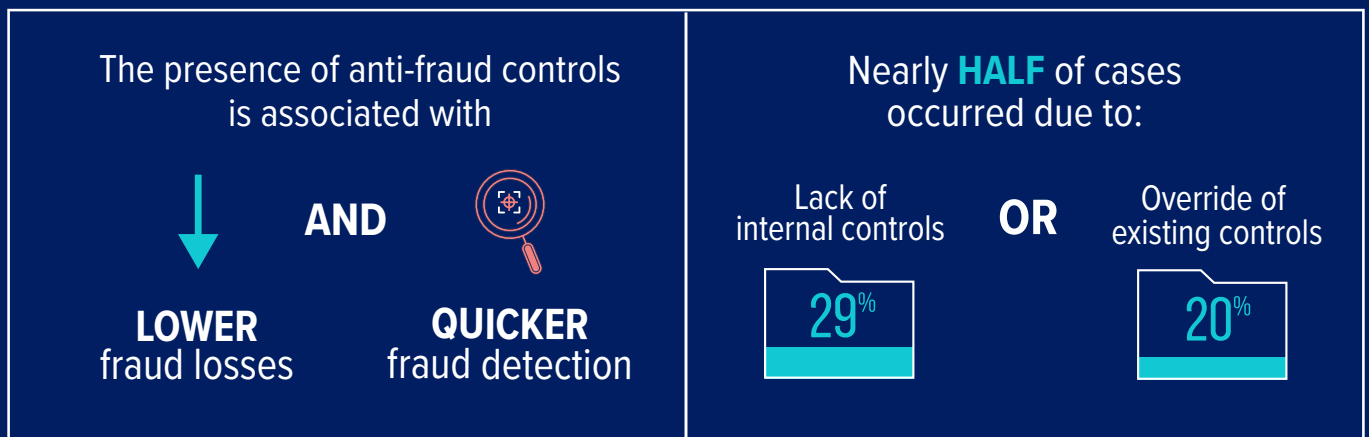 The presence of anti-fraud controls
is associated with
AND
LOWER
fraud losses
QUICKER
fraud detection
Nearly HALF of cases
occurred due to:
Lack of
internal controls
OR
Override of
existing controls
29%
20%